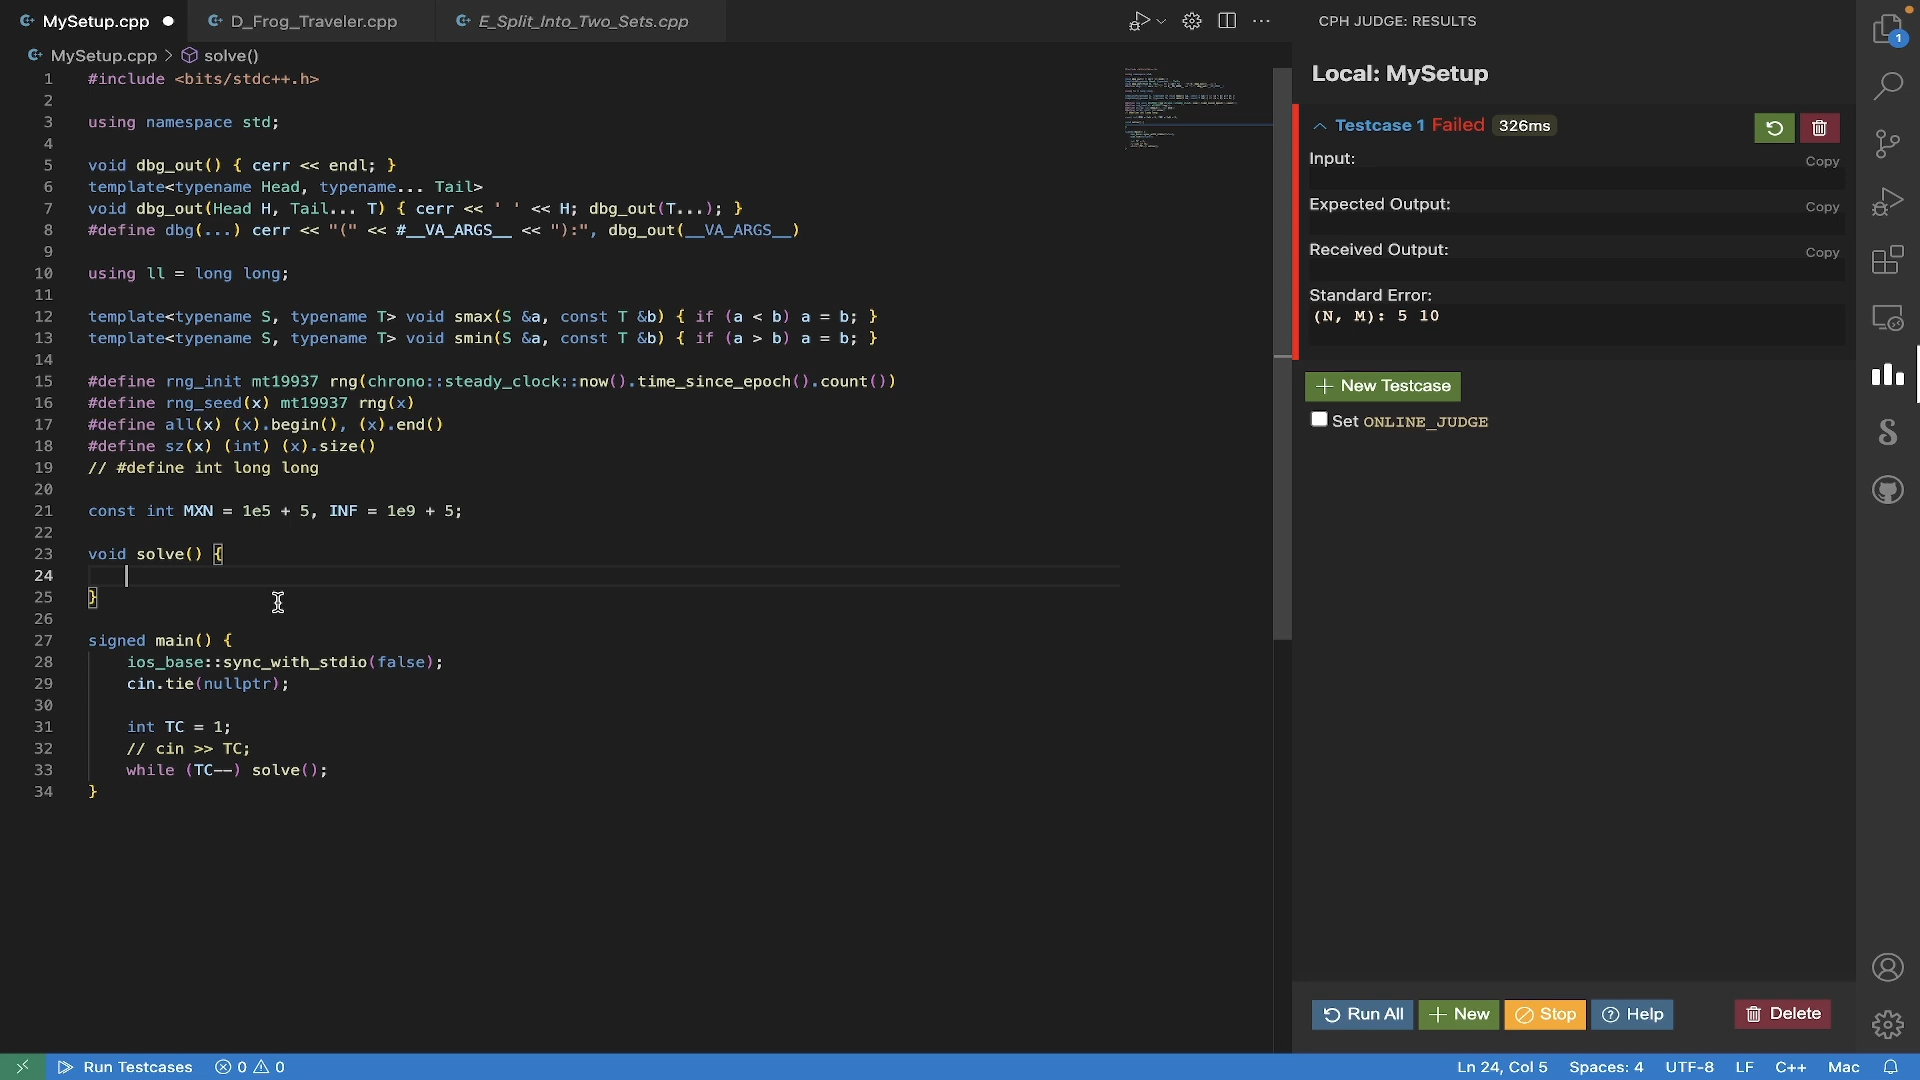 MySetup.cpp
D_Frog_Traveler.cpp
E_Split_Into_Two_Sets.cpp
CPH JUDGE: RESULTS
MySetup.cpp > solve()
1 #include <bits/stdc++.h>
2
3 using namespace std;
4
5 void dbg_out() { cerr << endl; }
6 template<typename Head, typename... Tail>
7 void dbg_out(Head H, Tail... T) { cerr << ' ' << H; dbg_out(T...); }
8 #define dbg(...) cerr << "(" << #__VA_ARGS__ << "):", dbg_out(__VA_ARGS__)
9
10 using ll = long long;
11
12 template<typename S, typename T> void smax(S &a, const T &b) { if (a < b) a = b; }
13 template<typename S, typename T> void smin(S &a, const T &b) { if (a > b) a = b; }
14
15 #define rng_init mt19937 rng(chrono::steady_clock::now().time_since_epoch().count())
16 #define rng_seed(x) mt19937 rng(x)
17 #define all(x) (x).begin(), (x).end()
18 #define sz(x) (int) (x).size()
19 // #define int long long
20
21 const int MXN = 1e5 + 5, INF = 1e9 + 5;
22
23 void solve() {
24
25 }
26
27 signed main() {
28 ios_base::sync_with_stdio(false);
29 cin.tie(nullptr);
30
31 int TC = 1;
32 // cin >> TC;
33 while (TC--) solve();
34 }
Local: MySetup
Testcase 1 Failed 326ms
Input:
Copy
Expected Output:
Copy
Received Output:
Copy
Standard Error:
(N, M): 5 10
New Testcase
Set ONLINE_JUDGE
Run All
New
Stop
Help
Delete
1
Run Testcases 0 0
Ln 24, Col 5 Spaces: 4 UTF-8 LF C++ Mac